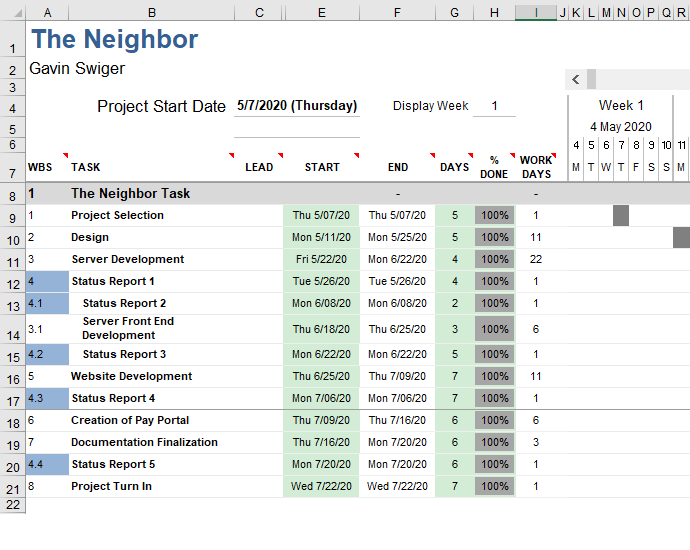 A B C E F G H I J K L M N O P Q R
1 The Neighbor
2 Gavin Swiger
3 <
4 Project Start Date 5/7/2020 (Thursday) Display Week 1 Week 1
5 4 May 2020
6 4 5 6 7 8 9 10 11
7 WBS TASK LEAD START END DAYS % DONE WORK DAYS M T W T F S S M
8 1 The Neighbor Task - -
9 1 Project Selection Thu 5/07/20 Thu 5/07/20 5 100% 1
10 2 Design Mon 5/11/20 Mon 5/25/20 5 100% 11
11 3 Server Development Fri 5/22/20 Mon 6/22/20 4 100% 22
12 4 Status Report 1 Tue 5/26/20 Tue 5/26/20 4 100% 1
13 4.1 Status Report 2 Mon 6/08/20 Mon 6/08/20 2 100% 1
14 3.1 Server Front End Development Thu 6/18/20 Thu 6/25/20 3 100% 6
15 4.2 Status Report 3 Mon 6/22/20 Mon 6/22/20 5 100% 1
16 5 Website Development Thu 6/25/20 Thu 7/09/20 7 100% 11
17 4.3 Status Report 4 Mon 7/06/20 Mon 7/06/20 7 100% 1
18 6 Creation of Pay Portal Thu 7/09/20 Thu 7/16/20 6 100% 6
19 7 Documentation Finalization Thu 7/16/20 Mon 7/20/20 6 100% 3
20 4.4 Status Report 5 Mon 7/20/20 Mon 7/20/20 6 100% 1
21 8 Project Turn In Wed 7/22/20 Wed 7/22/20 7 100% 1
22